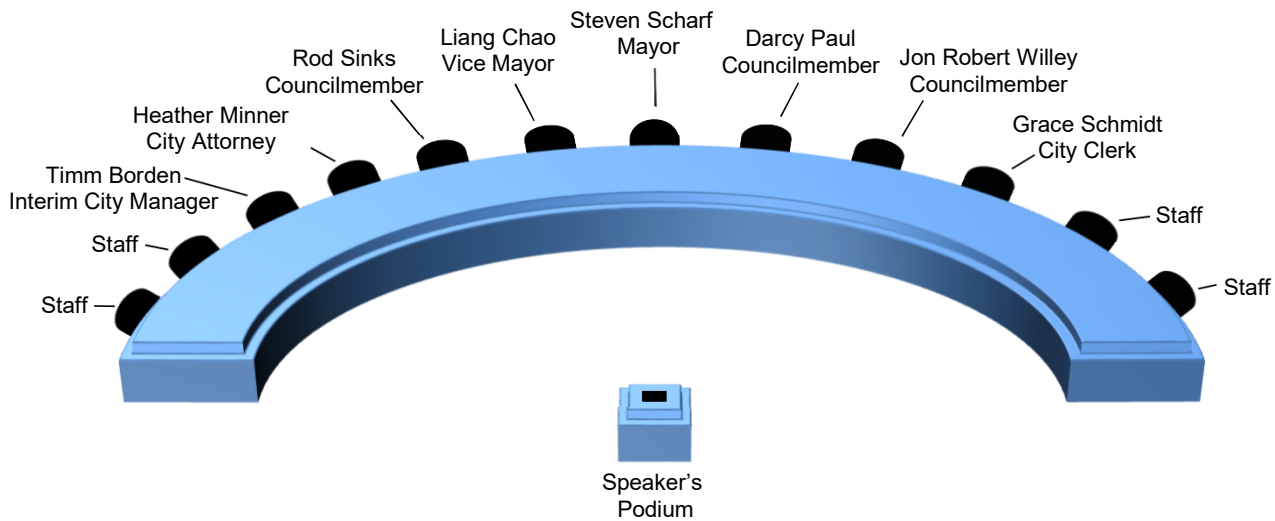 Steven Scharf
Mayor
Liang Chao
Vice Mayor
Darcy Paul
Councilmember
Rod Sinks
Councilmember
Jon Robert Willey
Councilmember
Heather Minner
City Attorney
Grace Schmidt
City Clerk
Timm Borden
Interim City Manager
Staff
Staff
Staff
Staff
Speaker’s
Podium